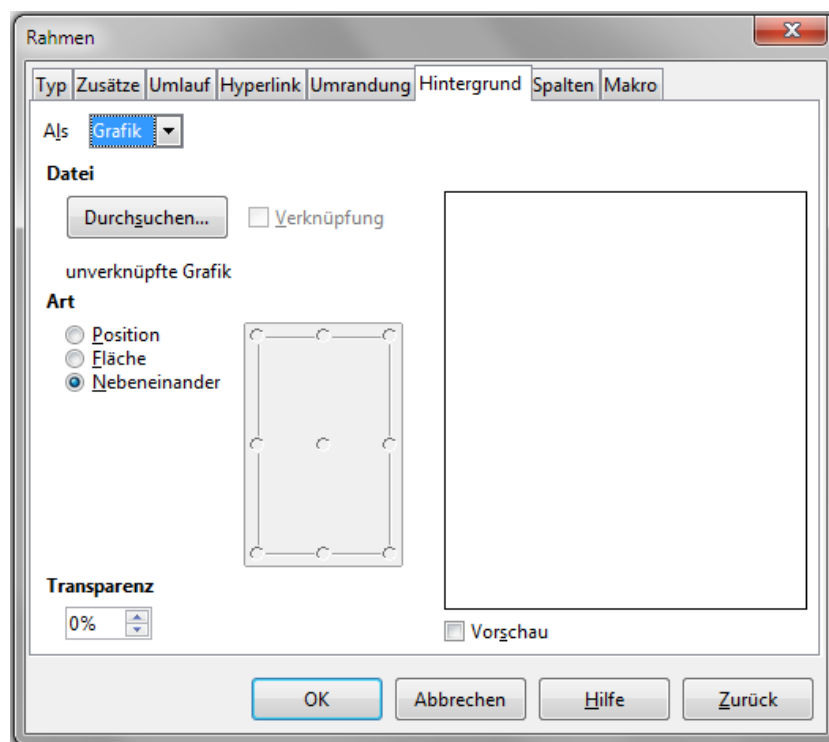 Rahmen
Typ Zusätze Umlauf Hyperlink Umrandung Hintergrund Spalten Makro
Als Grafik
Datei
Durchsuchen... Verknüpfung
unverknüpfte Grafik
Art
Position
Fläche
Nebeneinander
Transparenz
0%
Vorschau
OK Abbrechen Hilfe Zurück